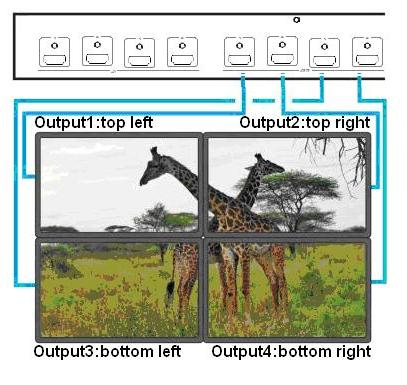 Output1:top left
Output2:top right
Output3:bottom left
Output4:bottom right